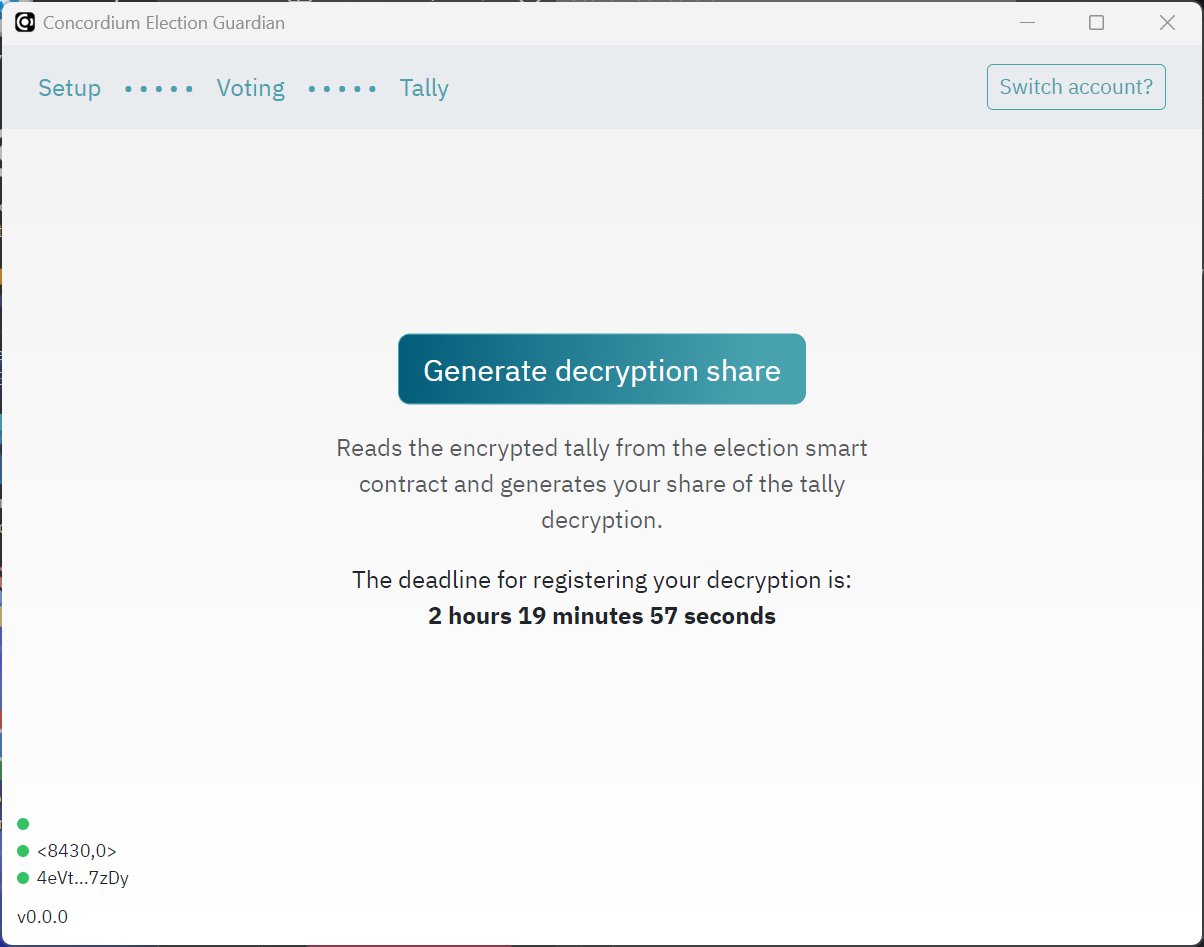 Concordium Election Guardian
Setup ..... Voting ..... Tally
Switch account?
Generate decryption share
Reads the encrypted tally from the election smart
contract and generates your share of the tally
decryption.
The deadline for registering your decryption is:
2 hours 19 minutes 57 seconds
<8430,0>
4eVt...7zDy
v0.0.0